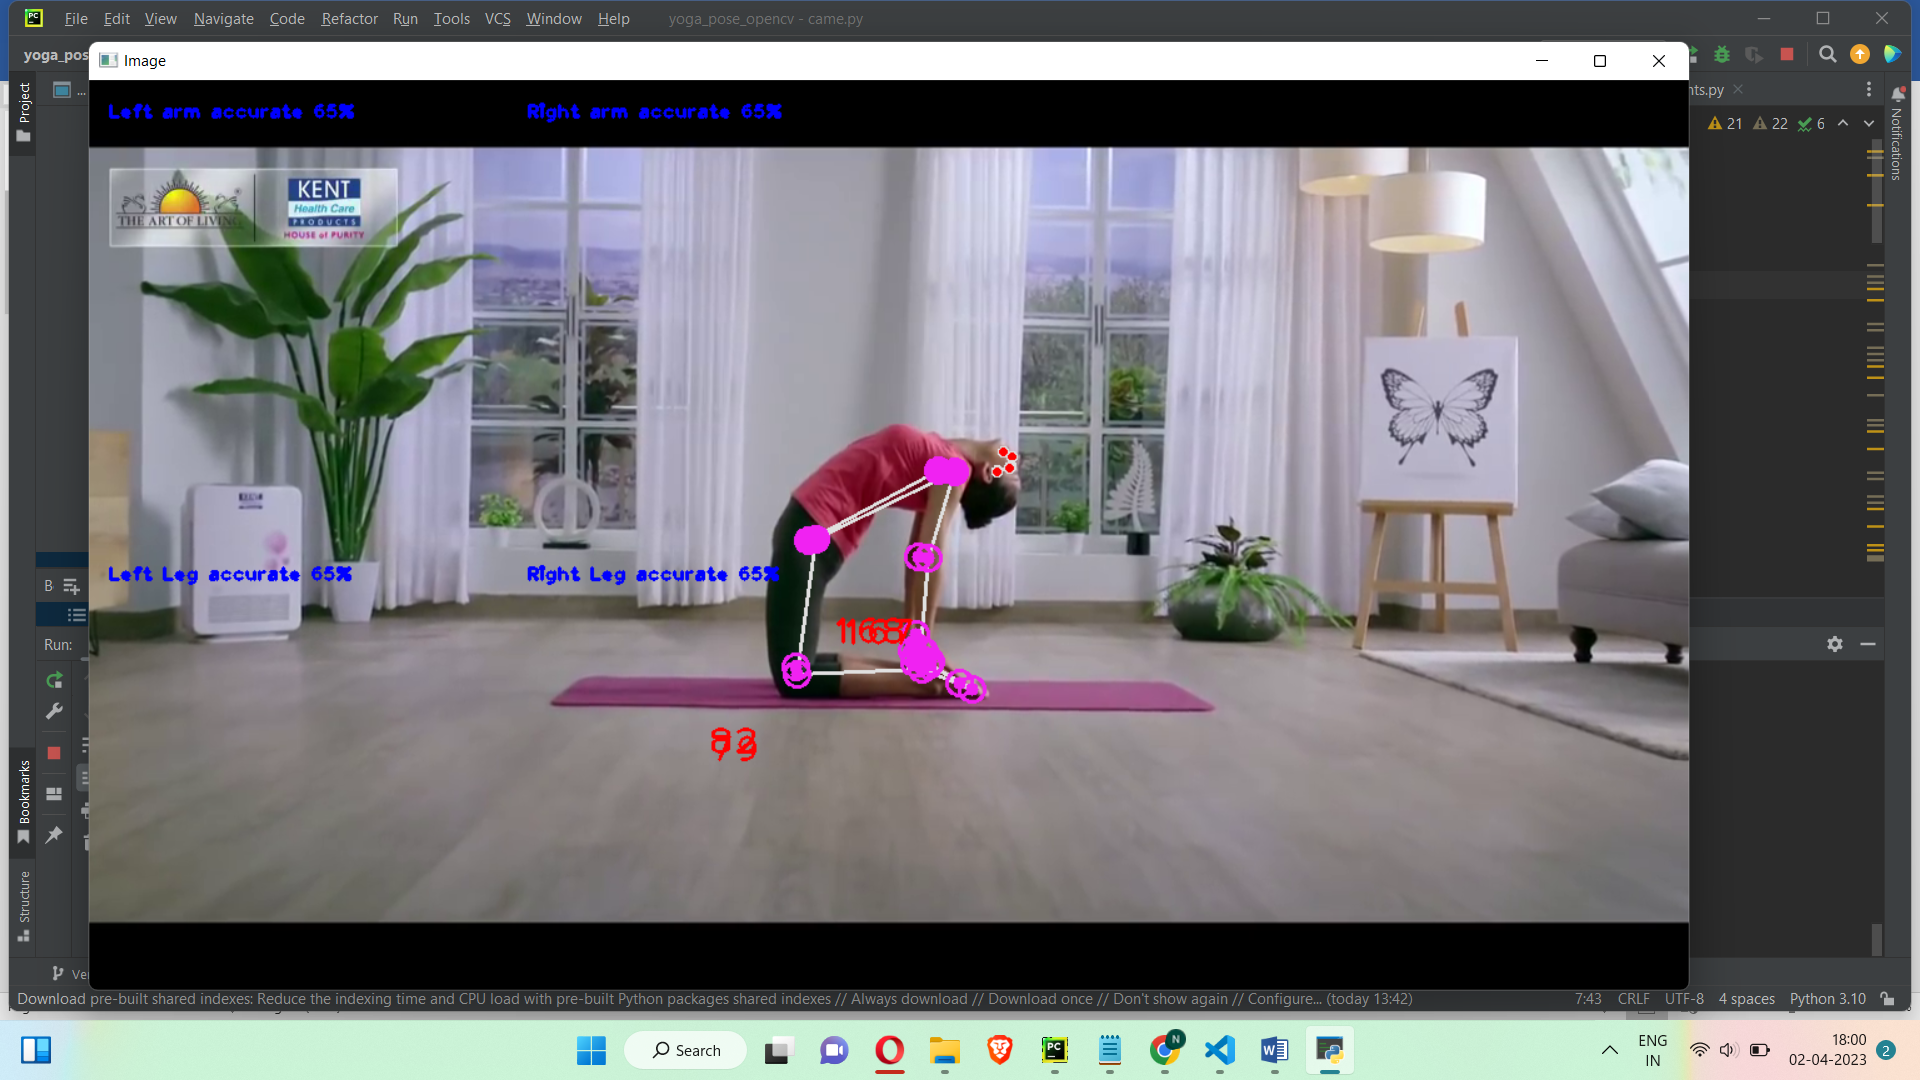 File Edit View Navigate Code Refactor Run Tools VCS Window Help yoga_pose_opencv - came.py
yoga_pos
Image
Project
...
nts.py
21 22 6
Notifications
Left arm accurate 65% Right arm accurate 65%
THE ART OF LIVING
KENT
Health Care
PRODUCTS
HOUSE of PURITY
KENT
Left Leg accurate 65% Right Leg accurate 65%
B
Run:
Bookmarks
Structure
Ve
Download pre-built shared indexes: Reduce the indexing time and CPU load with pre-built Python packages shared indexes // Always download // Download once // Don't show again // Configure... (today 13:42) 7:43 CRLF UTF-8 4 spaces Python 3.10
Search
PC
N
ENG
IN
18:00
02-04-2023
2